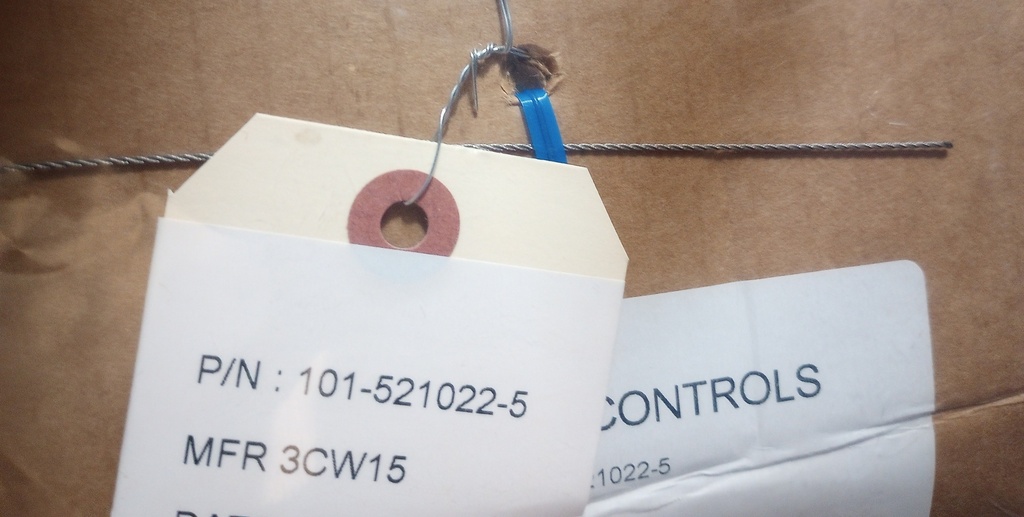 P/N : 101-521022-5
MFR 3CW15
CONTROLS
1022-5